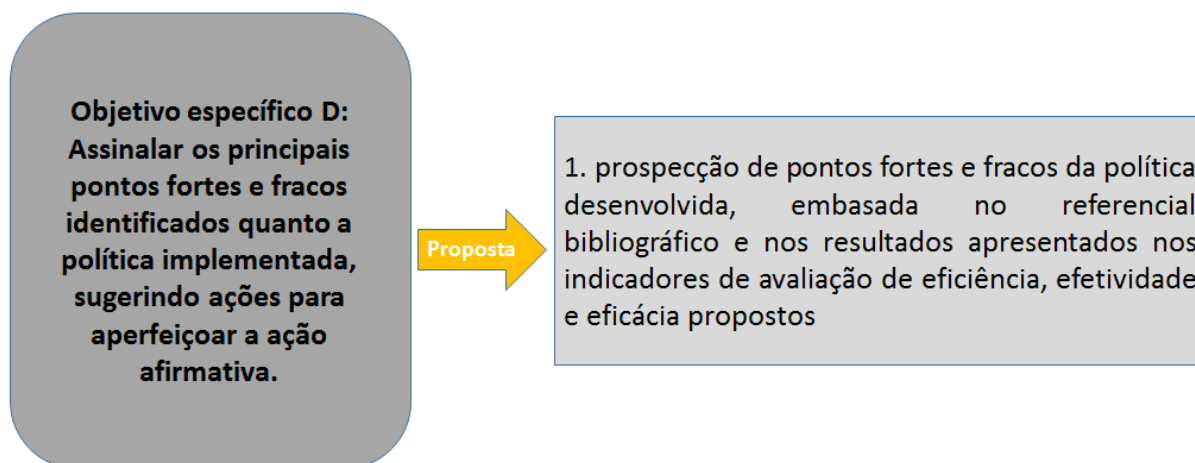 Objetivo específico D:
Assinalar os principais
pontos fortes e fracos
identificados quanto a
política implementada,
sugerindo ações para
aperfeiçoar a ação
afirmativa.
Proposta
1. prospecção de pontos fortes e fracos da política
desenvolvida, embasada no referencial
bibliográfico e nos resultados apresentados nos
indicadores de avaliação de eficiência, efetividade
e eficácia propostos